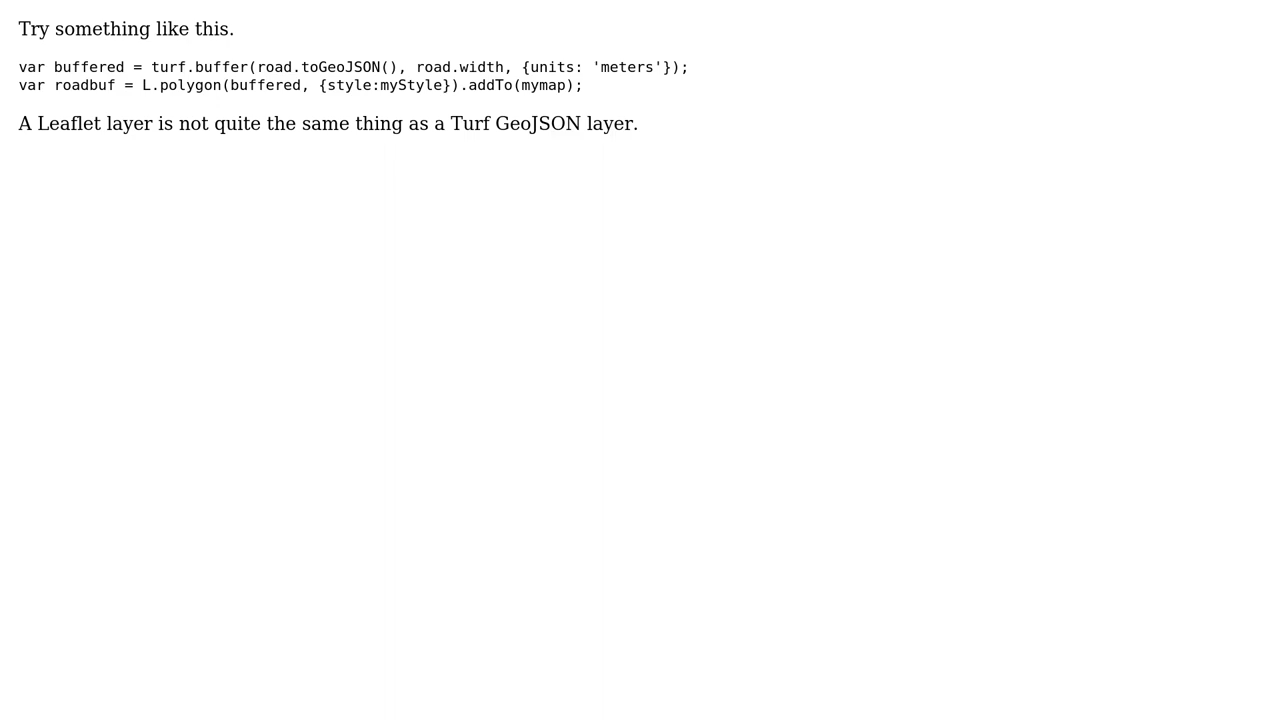 Try something like this.
var buffered = turf.buffer(road.toGeoJSON(), road.width, {units: 'meters'});
var roadbuf = L.polygon(buffered, {style:myStyle}).addTo(mymap);
A Leaflet layer is not quite the same thing as a Turf GeoJSON layer.